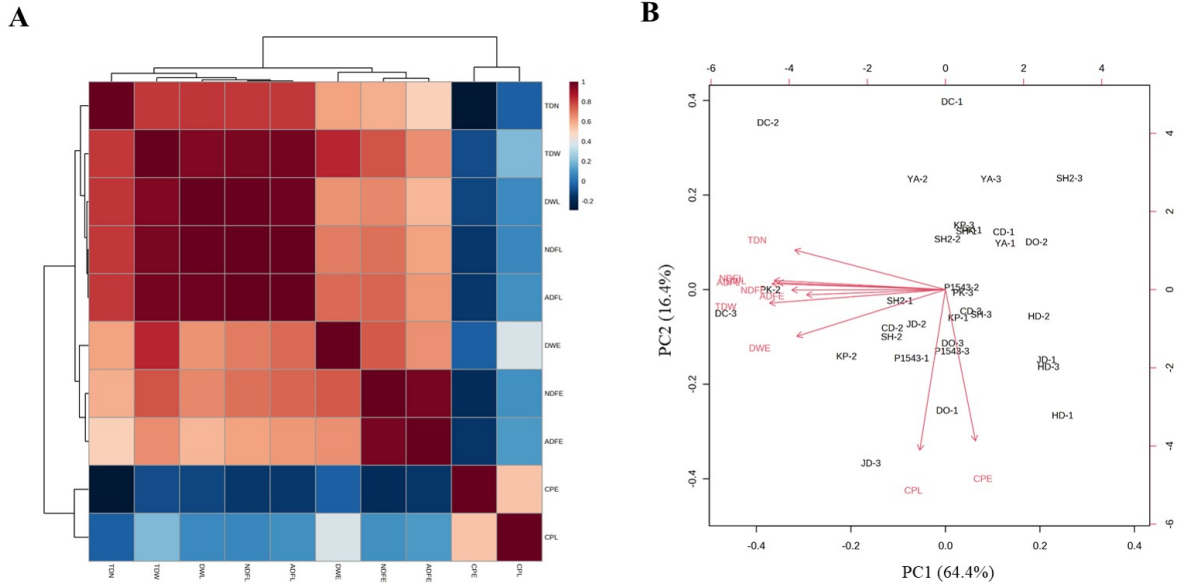 A
B
1
0.8
0.6
0.4
0.2
0
-0.2
TDN
TDW
DWL
NDFL
ADFL
DWE
NDFE
ADFE
CPE
CPL
TDN
TDW
DWL
NDFL
ADFL
DWE
NDFE
ADFE
CPE
CPL
-6
-4
-2
0
2
4
0.4
0.2
0.0
-0.2
-0.4
PC2 (16.4%)
DC-1
DC-2
YA-2
YA-3
SH2-3
KP-3
CD-1
SH2-2
YA-1
DO-2
TDN
NDFE
PK-2
ADFE
P1543-2
PK-3
TDW
DC-3
SH2-1
CD-3
SH-3
KP-1
HD-2
JD-2
CD-2
SH-2
DWE
DO-3
P1543-3
KP-2
P1543-1
JD-1
HD-3
DO-1
HD-1
JD-3
CPE
CPL
4
2
0
-2
-4
-6
-0.4
-0.2
0.0
0.2
0.4
PC1 (64.4%)